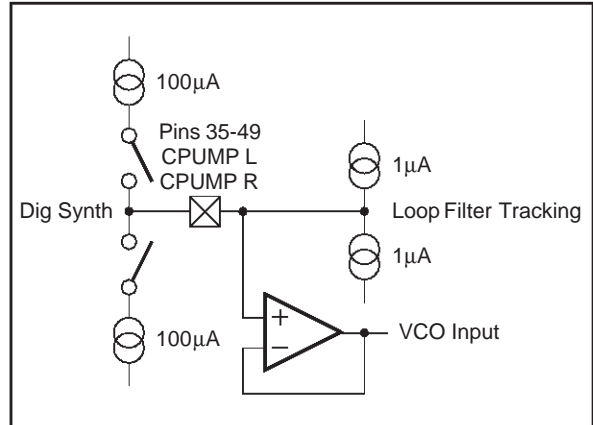 100µA
Pins 35-49
CPUMP L
CPUMP R
1µA
Dig Synth
Loop Filter Tracking
1µA
+
−
100µA
VCO Input